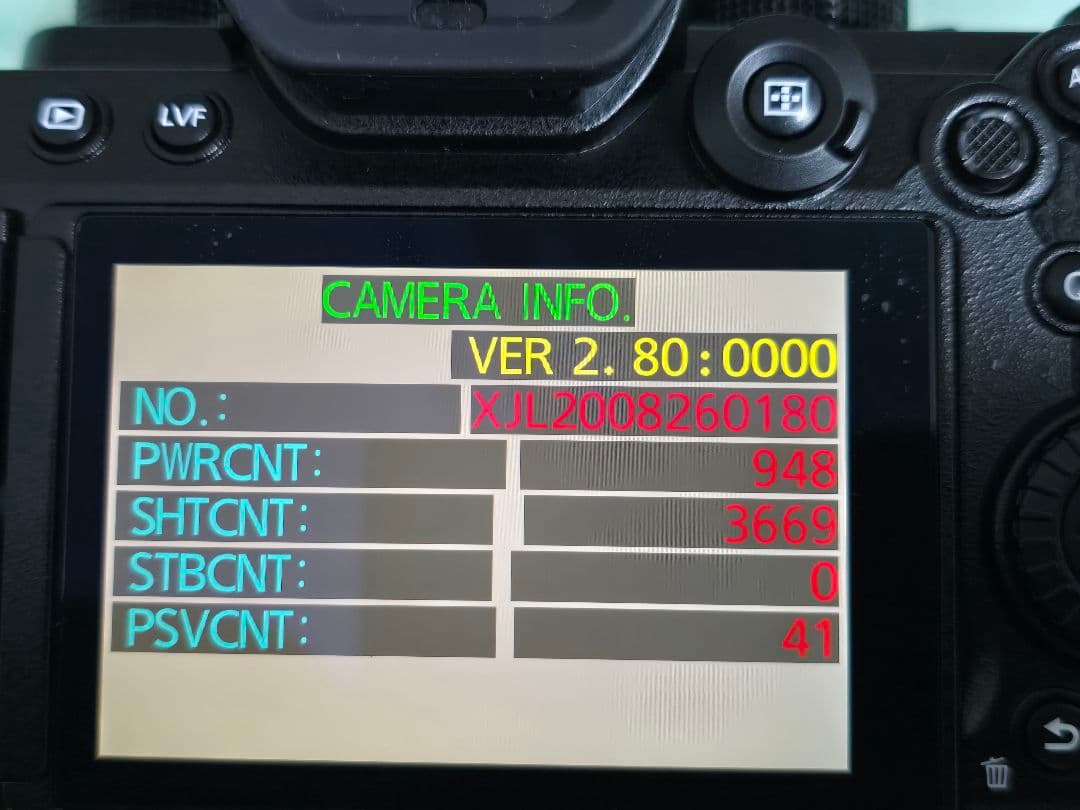 LVF
CAMERA INFO.
VER 2. 80:0000
NO.: XJL2008260180
PWRCNT: 948
SHTCNT: 3669
STBCNT: 0
PSVCNT: 41